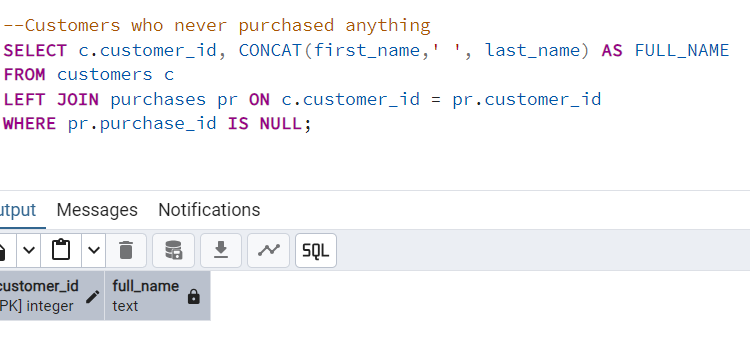 --Customers who never purchased anything
SELECT c.customer_id, CONCAT(first_name,' ', last_name) AS FULL_NAME
FROM customers c
LEFT JOIN purchases pr ON c.customer_id = pr.customer_id
WHERE pr.purchase_id IS NULL;
utput Messages Notifications
SQL
customer_id full_name
PK] integer text